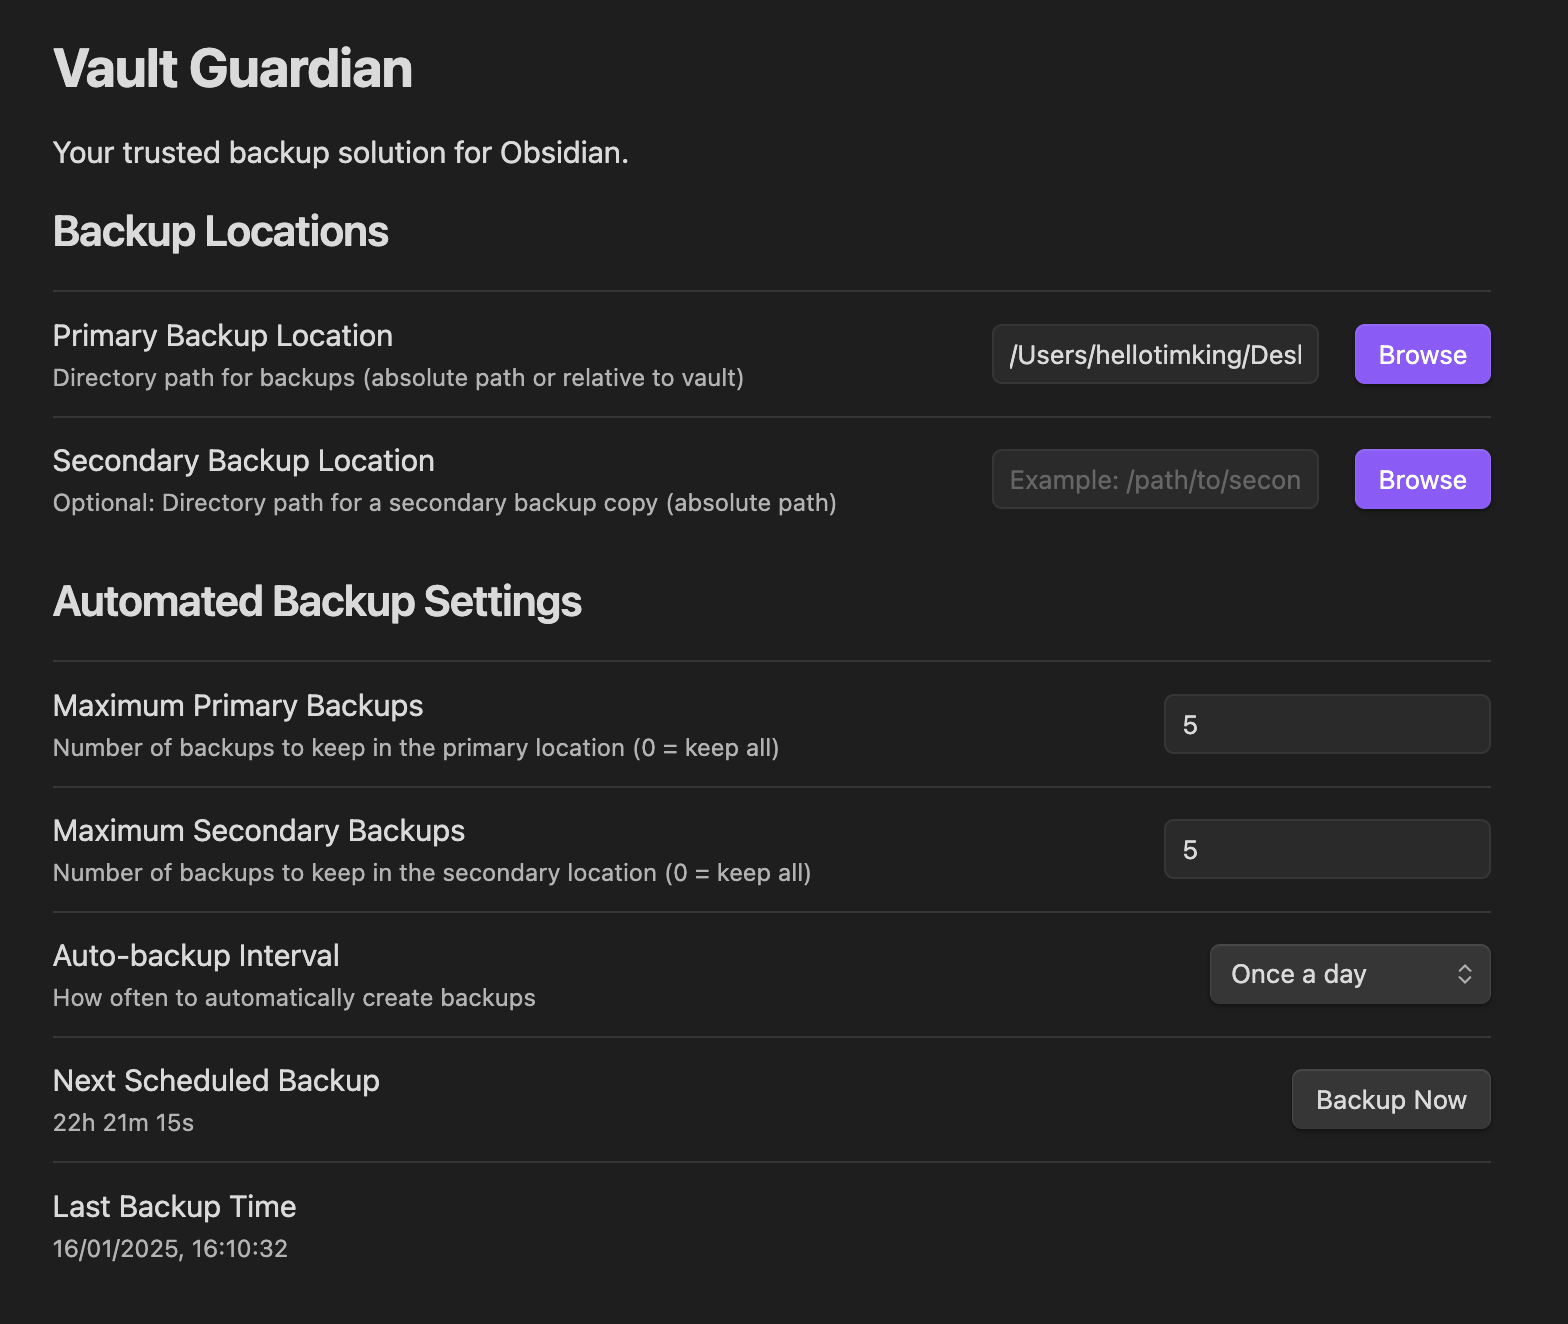 Vault Guardian
Your trusted backup solution for Obsidian.
Backup Locations
Primary Backup Location
/Users/hellotimking/Desl
Browse
Directory path for backups (absolute path or relative to vault)
Secondary Backup Location
Example: /path/to/secon
Browse
Optional: Directory path for a secondary backup copy (absolute path)
Automated Backup Settings
Maximum Primary Backups
5
Number of backups to keep in the primary location (0 = keep all)
Maximum Secondary Backups
5
Number of backups to keep in the secondary location (0 = keep all)
Auto-backup Interval
Once a day
How often to automatically create backups
Next Scheduled Backup
Backup Now
22h 21m 15s
Last Backup Time
16/01/2025, 16:10:32